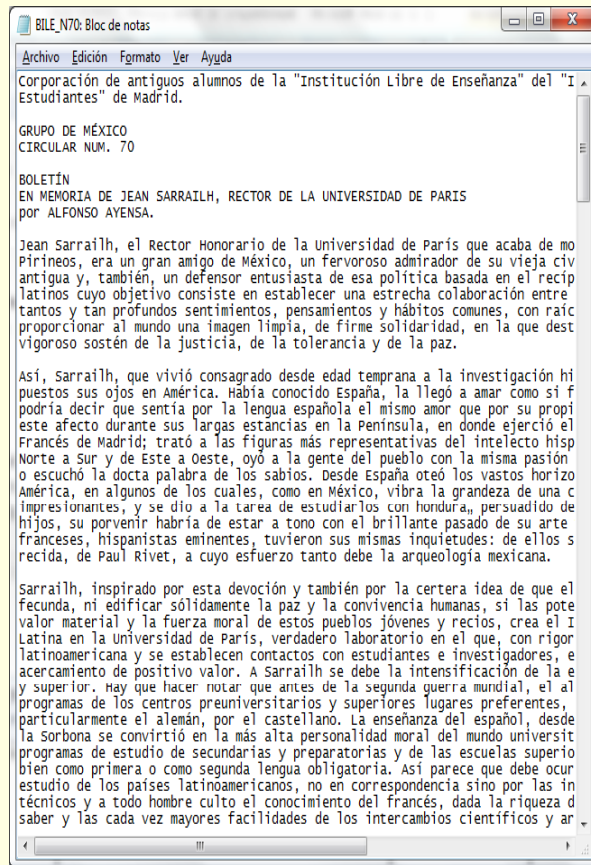 BILE_N70: Bloc de notas
Archivo Edición Formato Ver Ayuda
Corporación de antiguos alumnos de la "Institución Libre de Enseñanza" del "I
Estudiantes" de Madrid.
GRUPO DE MÉXICO
CIRCULAR NUM. 70
BOLETÍN
EN MEMORIA DE JEAN SARRAILH, RECTOR DE LA UNIVERSIDAD DE PARIS
por ALFONSO AYENSA.
Jean Sarrailh, el Rector Honorario de la Universidad de París que acaba de mo
Pirineos, era un gran amigo de México, un fervoroso admirador de su vieja civ
antigua y, también, un defensor entusiasta de esa política basada en el recíp
latinos cuyo objetivo consiste en establecer una estrecha colaboración entre
tantos y tan profundos sentimientos, pensamientos y hábitos comunes, con raíc
proporcionar al mundo una imagen limpia, de firme solidaridad, en la que dest
vigoroso sostén de la justicia, de la tolerancia y de la paz.
Así, Sarrailh, que vivió consagrado desde edad temprana a la investigación hi
puestos sus ojos en América. Había conocido España, la llegó a amar como si f
podría decir que sentía por la lengua española el mismo amor que por su propi
este afecto durante sus largas estancias en la Península, en donde ejerció el
Francés de Madrid; trató a las figuras más representativas del intelecto hisp
Norte a Sur y de Este a Oeste, oyó a la gente del pueblo con la misma pasión
o escuchó la docta palabra de los sabios. Desde España oteó los vastos horizo
América, en algunos de los cuales, como en México, vibra la grandeza de una c
impresionantes, y se dio a la tarea de estudiarlos con hondura,, persuadido de
hijos, su porvenir habría de estar a tono con el brillante pasado de su arte
franceses, hispanistas eminentes, tuvieron sus mismas inquietudes: de ellos s
recida, de Paul Rivet, a cuyo esfuerzo tanto debe la arqueología mexicana.
Sarrailh, inspirado por esta devoción y también por la certera idea de que el
fecunda, ni edificar sólidamente la paz y la convivencia humanas, si las pote
valor material y la fuerza moral de estos pueblos jóvenes y recios, crea el I
Latina en la Universidad de París, verdadero laboratorio en el que, con rigor
latinoamericana y se establecen contactos con estudiantes e investigadores, e
acercamiento de positivo valor. A Sarrailh se debe la intensificación de la e
y superior. Hay que hacer notar que antes de la segunda guerra mundial, el al
programas de los centros preuniversitarios y superiores lugares preferentes,
particularmente el alemán, por el castellano. La enseñanza del español, desde
la Sorbona se convirtió en la más alta personalidad moral del mundo universit
programas de estudio de secundarias y preparatorias y de las escuelas superio
bien como primera o como segunda lengua obligatoria. Así parece que debe ocur
estudio de los países latinoamericanos, no en correspondencia sino por las in
técnicos y a todo hombre culto el conocimiento del francés, dada la riqueza d
saber y las cada vez mayores facilidades de los intercambios científicos y ar